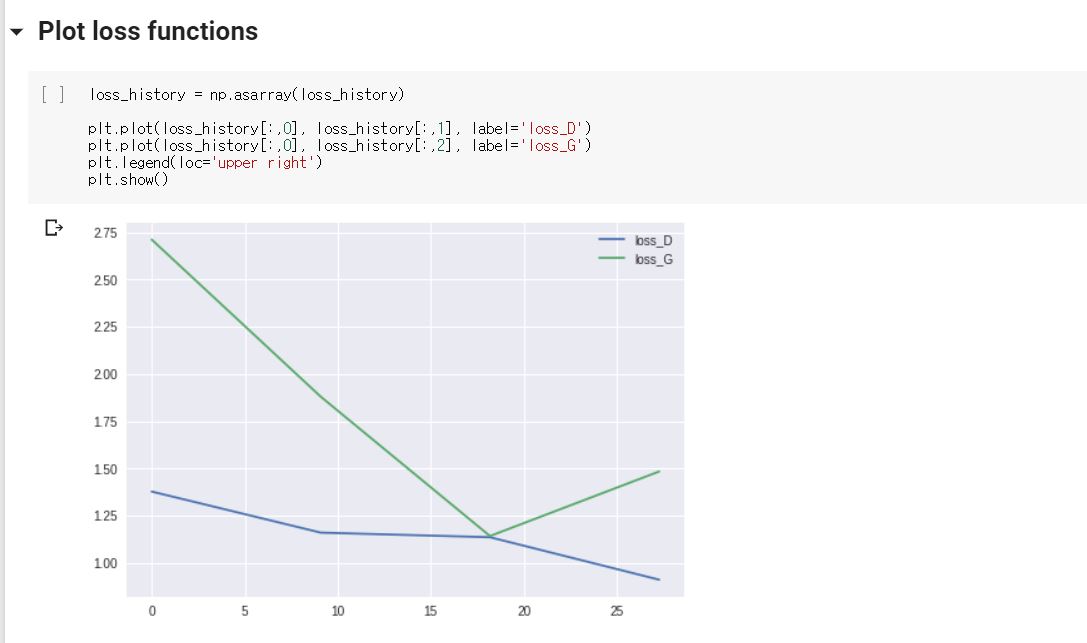 Plot loss functions
[ ] loss_history = np.asarray(loss_history)
plt.plot(loss_history[:,0], loss_history[:,1], label='loss_D')
plt.plot(loss_history[:,0], loss_history[:,2], label='loss_G')
plt.legend(loc='upper right')
plt.show()
loss_D
loss_G
2.75
2.50
2.25
2.00
1.75
1.50
1.25
1.00
0 5 10 15 20 25